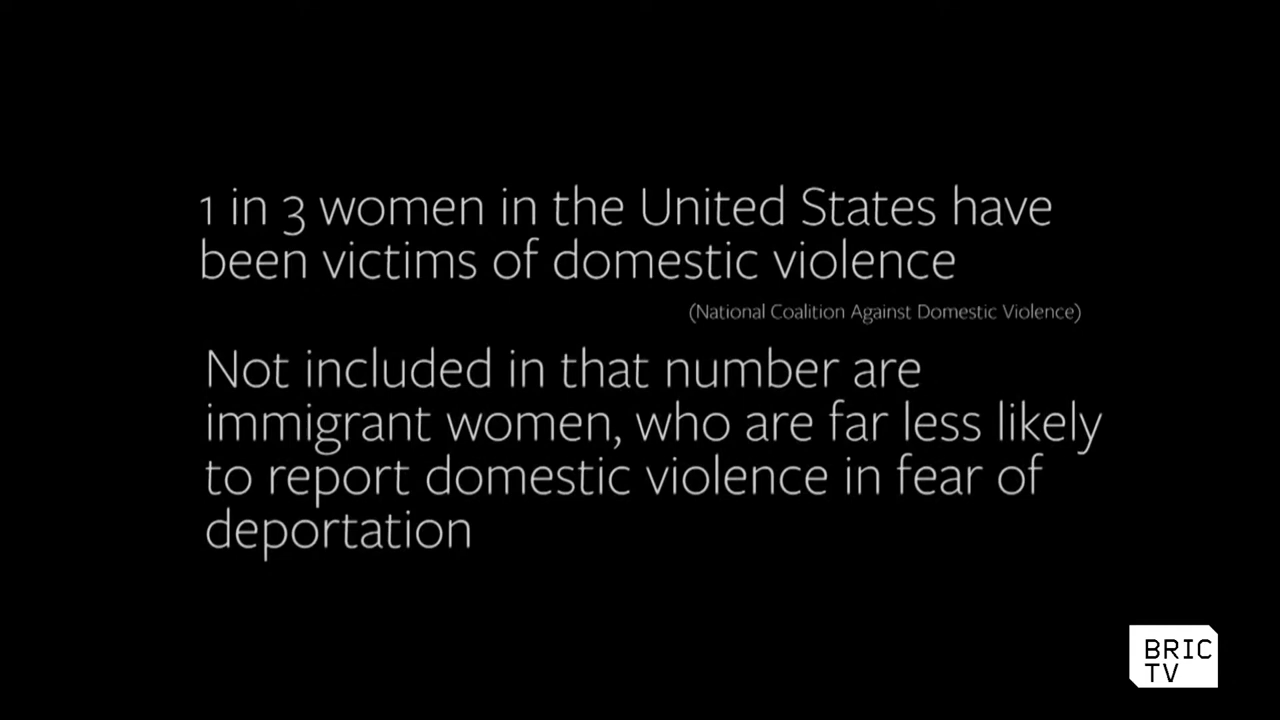 1 in 3 women in the United States have
been victims of domestic violence
(National Coalition Against Domestic Violence)
Not included in that number are
immigrant women, who are far less likely
to report domestic violence in fear of
deportation
BRIC
TV